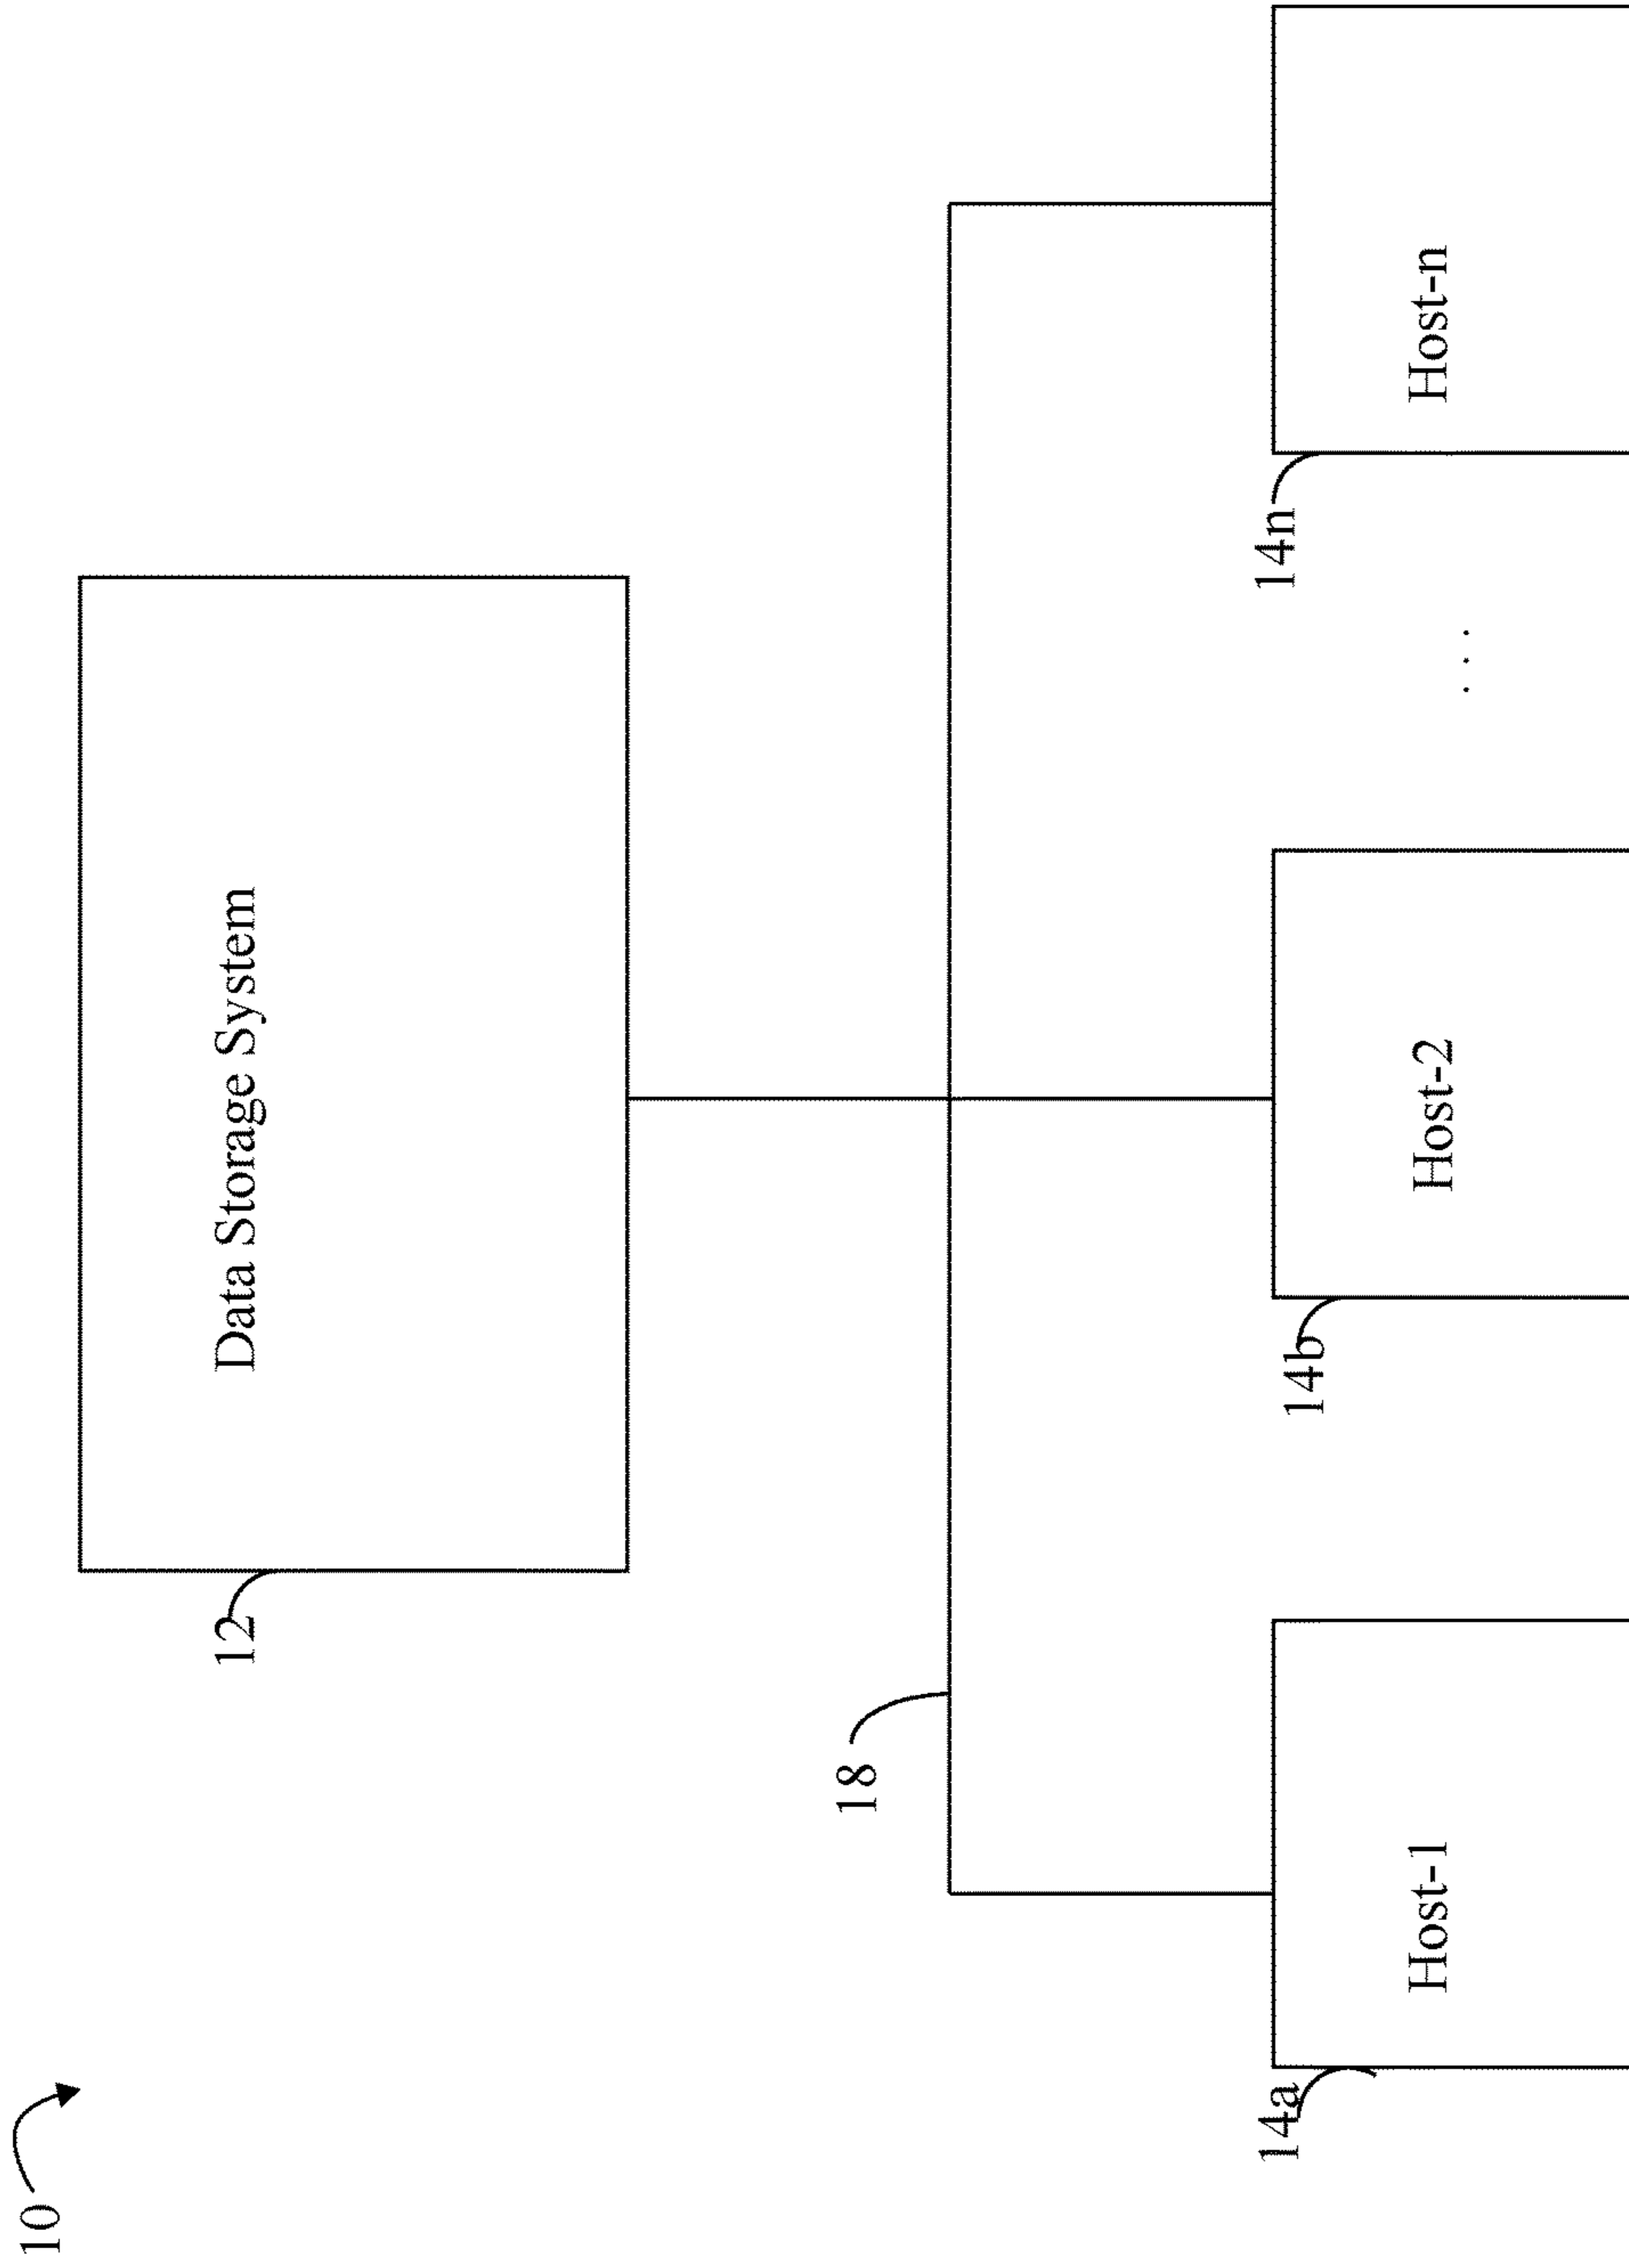 10
12
Data Storage System
18
14a
Host-1
14b
Host-2
. . .
14n
Host-n